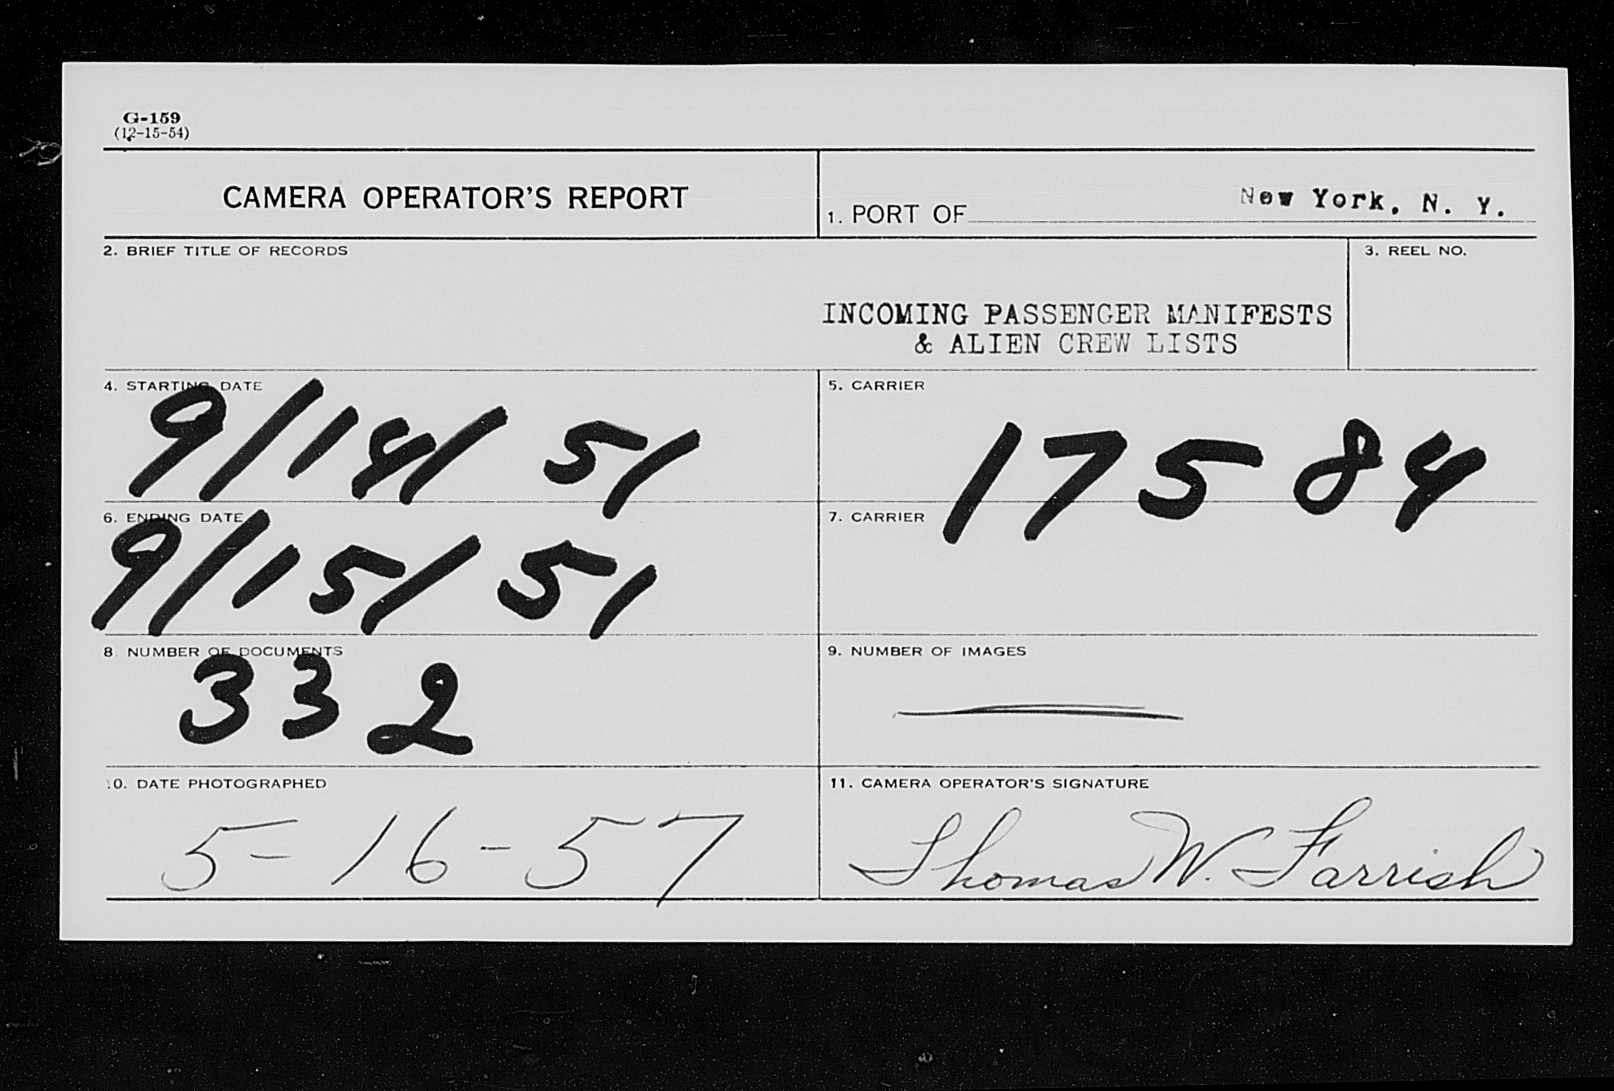 G-159
(12-15-54)
CAMERA OPERATOR'S REPORT
1. PORT OF New York, N. Y.
2. BRIEF TITLE OF RECORDS
INCOMING PASSENGER MANIFESTS
& ALIEN CREW LISTS
3. REEL NO.
4. STARTING DATE
9/14/51
5. CARRIER
17584
6. ENDING DATE
9/15/51
7. CARRIER
8. NUMBER OF DOCUMENTS
332
9. NUMBER OF IMAGES
10. DATE PHOTOGRAPHED
5-16-57
11. CAMERA OPERATOR'S SIGNATURE
Thomas W. Farrish